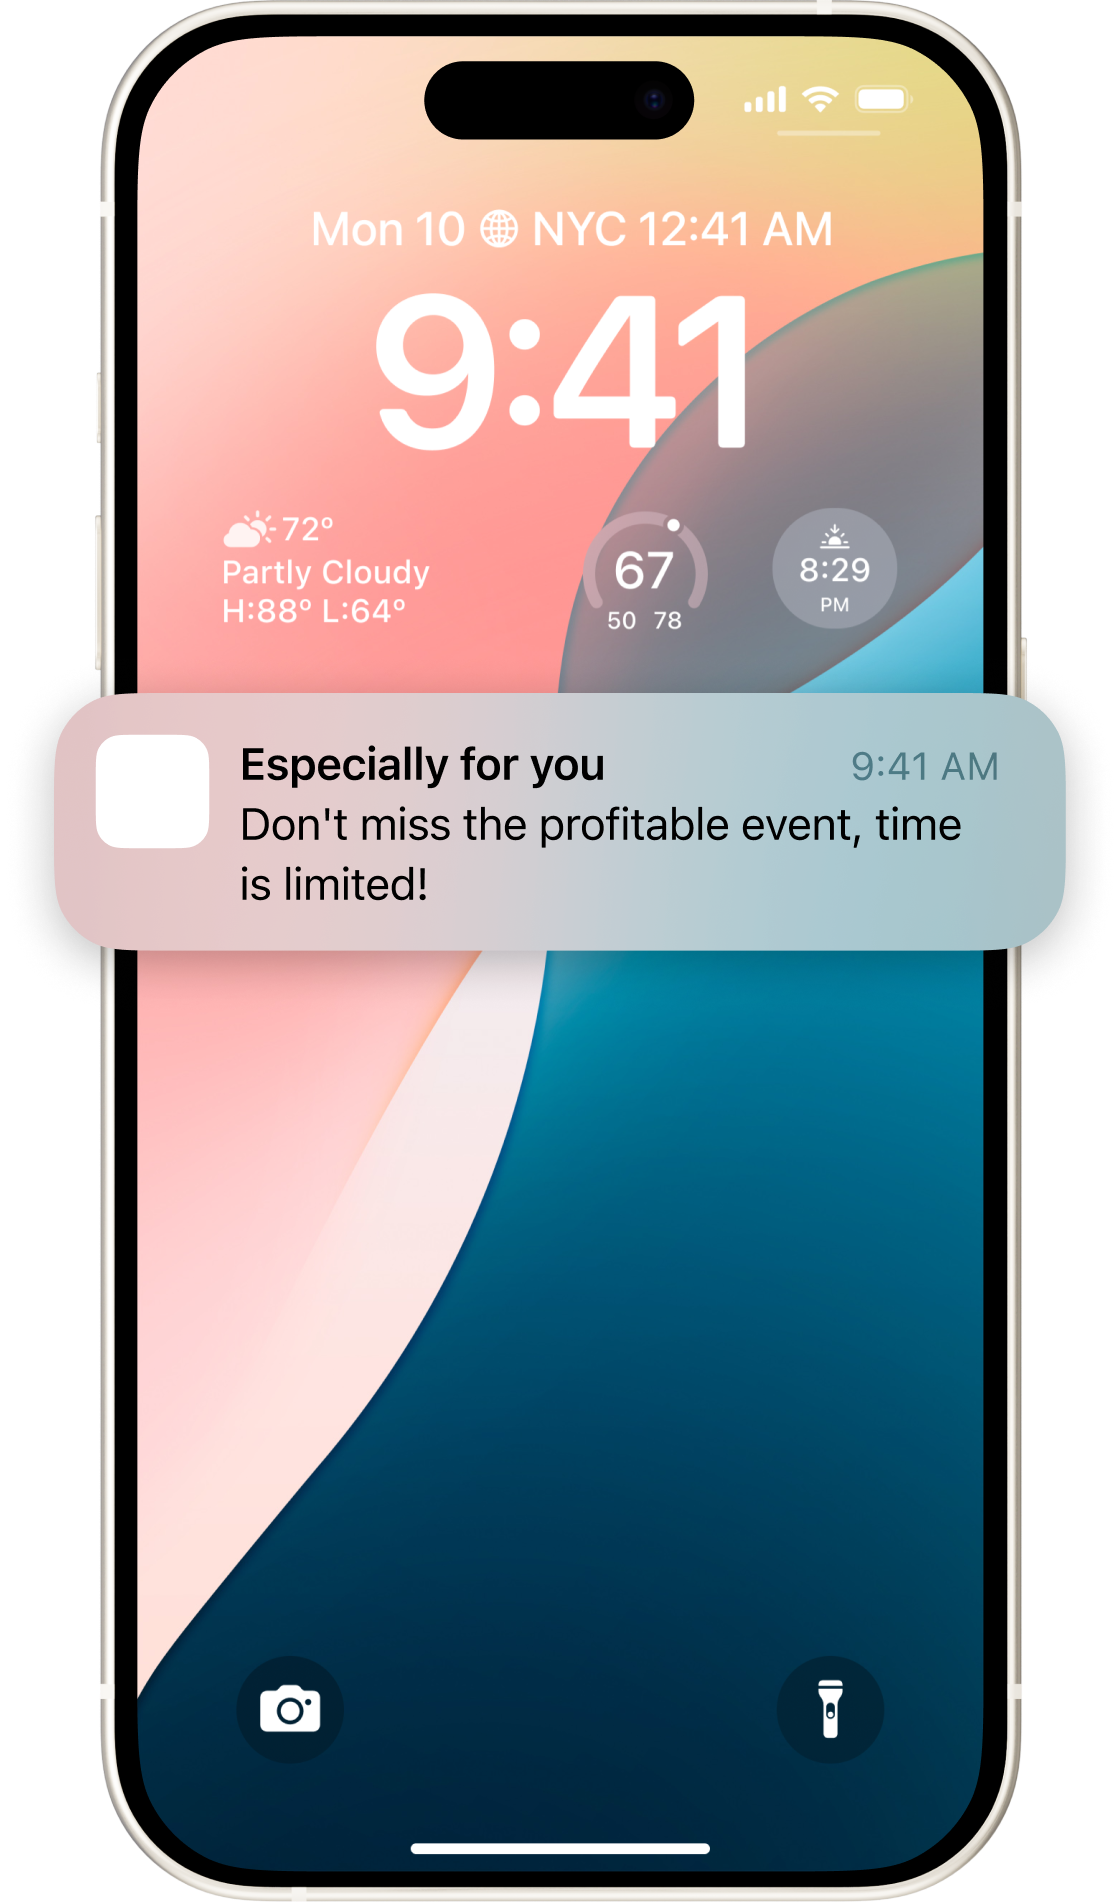 Mon 10 NYC 12:41 AM
9:41
72°
Partly Cloudy
H:88° L:64°
67
50 78
8:29
PM
Especially for you
9:41 AM
Don't miss the profitable event, time
is limited!